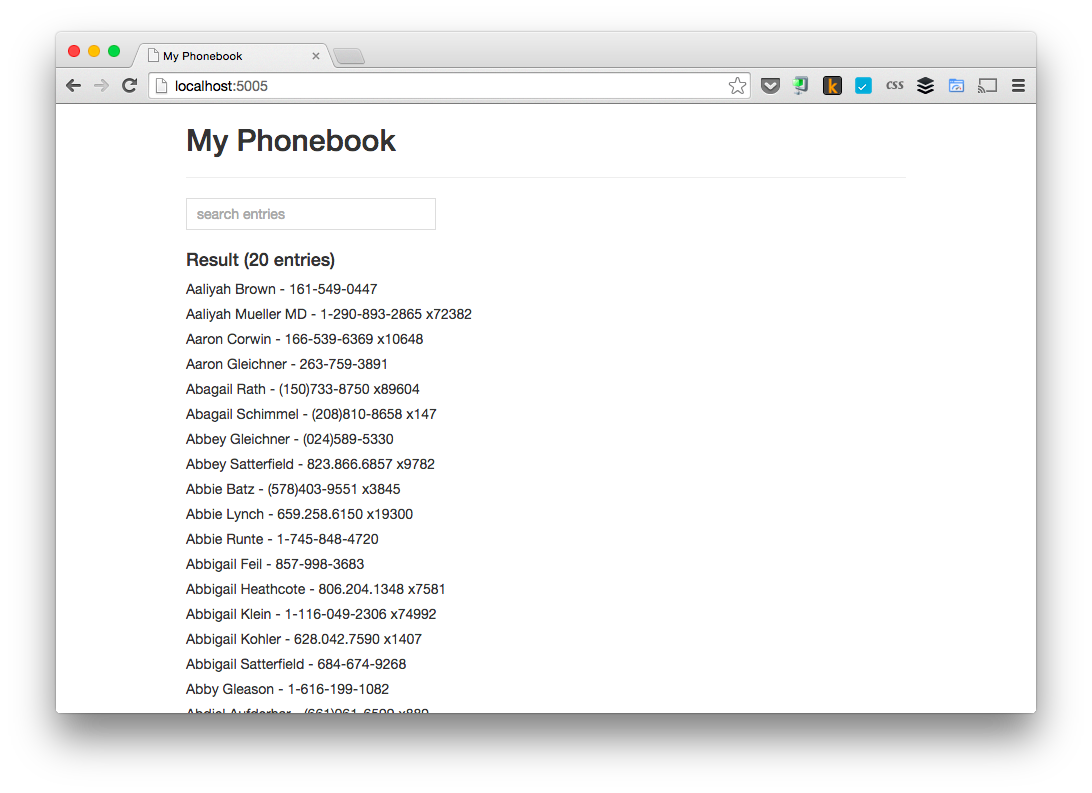 My Phonebook
localhost:5005
k
css
My Phonebook
search entries
Result (20 entries)
Aaliyah Brown - 161-549-0447
Aaliyah Mueller MD - 1-290-893-2865 x72382
Aaron Corwin - 166-539-6369 x10648
Aaron Gleichner - 263-759-3891
Abagail Rath - (150)733-8750 x89604
Abagail Schimmel - (208)810-8658 x147
Abbey Gleichner - (024)589-5330
Abbey Satterfield - 823.866.6857 x9782
Abbie Batz - (578)403-9551 x3845
Abbie Lynch - 659.258.6150 x19300
Abbie Runte - 1-745-848-4720
Abbigail Feil - 857-998-3683
Abbigail Heathcote - 806.204.1348 x7581
Abbigail Klein - 1-116-049-2306 x74992
Abbigail Kohler - 628.042.7590 x1407
Abbigail Satterfield - 684-674-9268
Abby Gleason - 1-616-199-1082